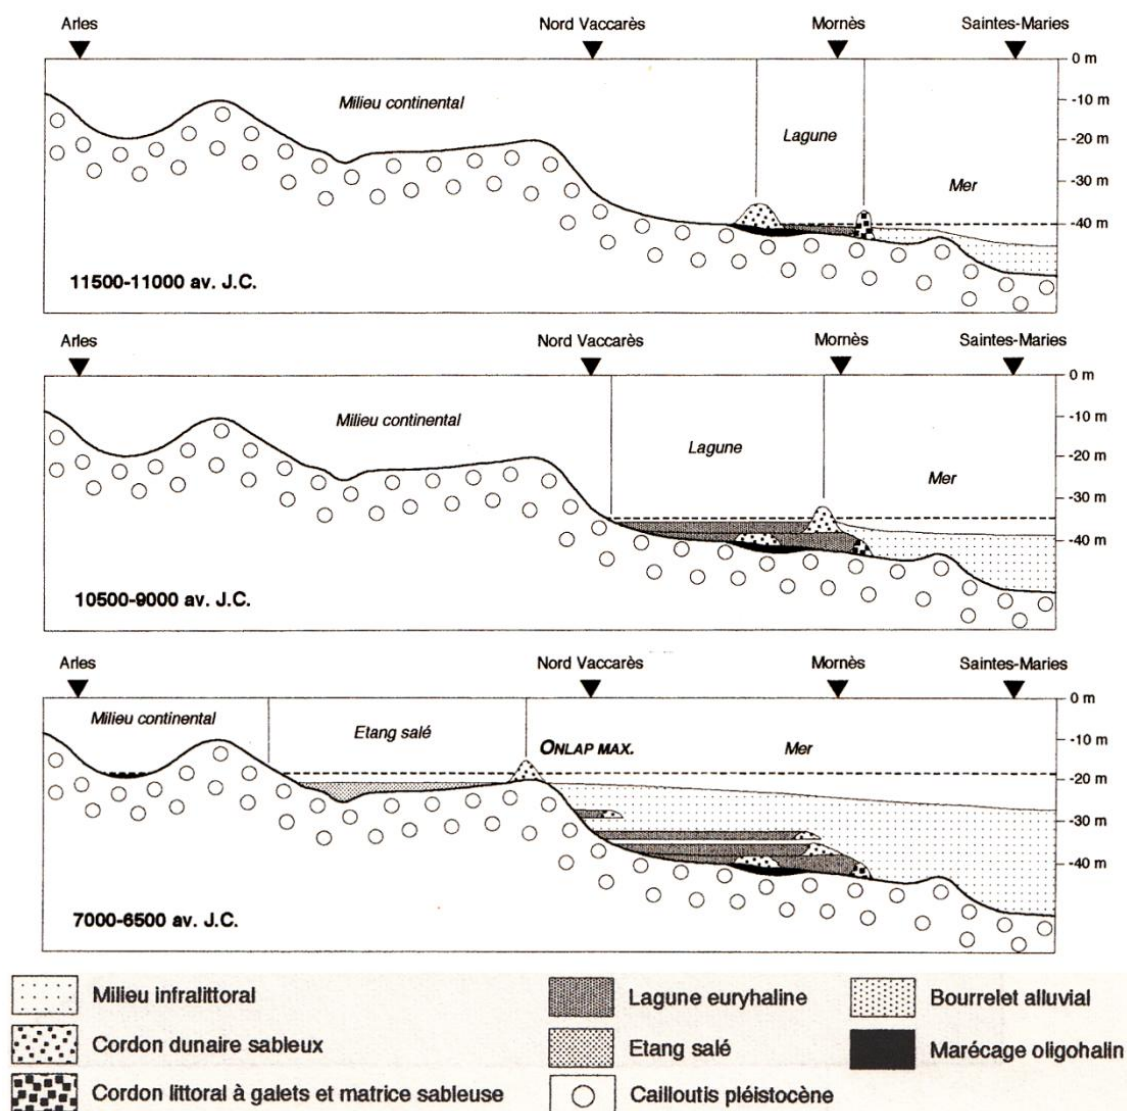 Arles Nord Vaccarès Mornès Saintes-Maries
0 m
Milieu continental
-10 m
Lagune
-20 m
-30 m
Mer
-40 m
11500-11000 av. J.C.
Arles Nord Vaccarès Mornès Saintes-Maries
0 m
-10 m
Milieu continental
Lagune
-20 m
Mer
-30 m
-40 m
10500-9000 av. J.C.
Arles Nord Vaccarès Mornès Saintes-Maries
0 m
Milieu continental
Etang salé
ONLAP MAX.
Mer
-10 m
-20 m
-30 m
-40 m
7000-6500 av. J.C.
Milieu infralittoral
Lagune euryhaline
Bourrelet alluvial
Cordon dunaire sableux
Etang salé
Marécage oligohalin
Cordon littoral à galets et matrice sableuse
Cailloutis pléistocène